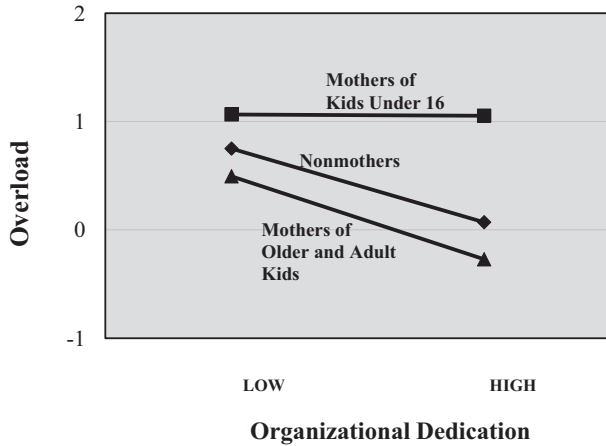 2
Mothers of
Kids Under 16
1
Nonmothers
Overload
0
Mothers of
Older and Adult
Kids
-1
LOW HIGH
Organizational Dedication